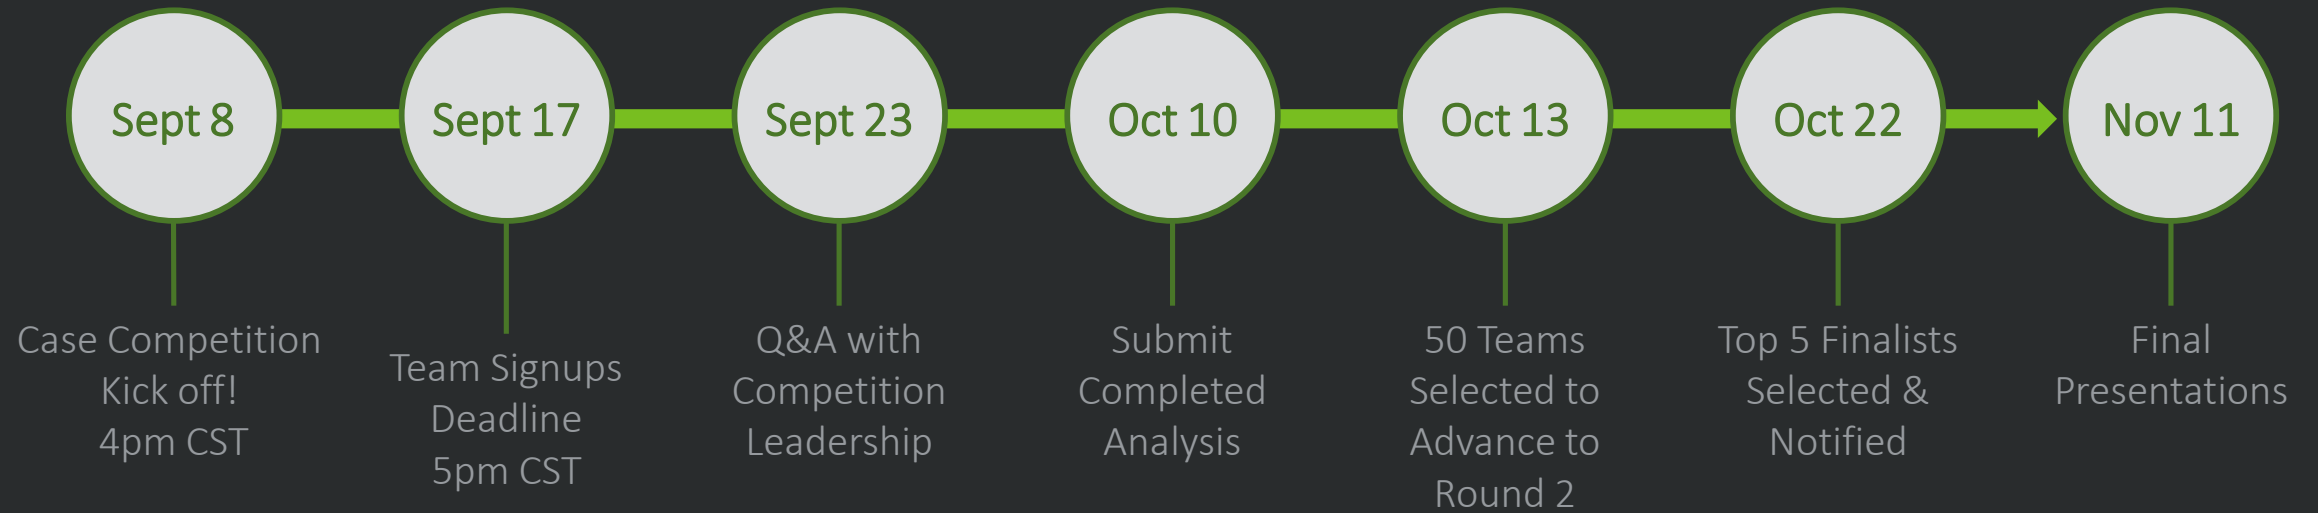 Sept 8
Sept 17
Sept 23
Oct 10
Oct 13
Oct 22
Nov 11
Case Competition
Kick off!
4pm CST
Team Signups
Deadline
5pm CST
Q&A with
Competition
Leadership
Submit
Completed
Analysis
50 Teams
Selected to
Advance to
Round 2
Top 5 Finalists
Selected &
Notified
Final
Presentations